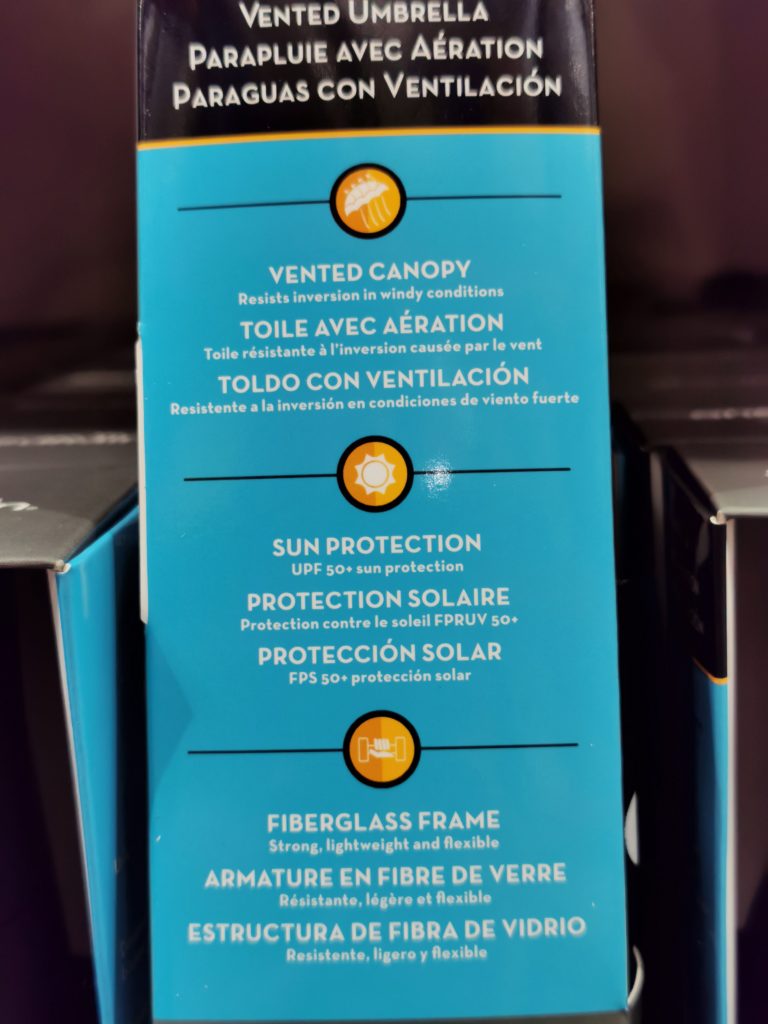 VENTED UMBRELLA
PARAPLUIE AVEC AÉRATION
PARAGUAS CON VENTILACIÓN
VENTED CANOPY
Resists inversion in windy conditions
TOILE AVEC AÉRATION
Toile résistante à l'inversion causée par le vent
TOLDO CON VENTILACIÓN
Resistente a la inversión en condiciones de viento fuerte
SUN PROTECTION
UPF 50+ sun protection
PROTECTION SOLAIRE
Protection contre le soleil FPRUV 50+
PROTECCIÓN SOLAR
FPS 50+ protección solar
FIBERGLASS FRAME
Strong, lightweight and flexible
ARMATURE EN FIBRE DE VERRE
Résistante, légère et flexible
ESTRUCTURA DE FIBRA DE VIDRIO
Resistente, ligero y flexible